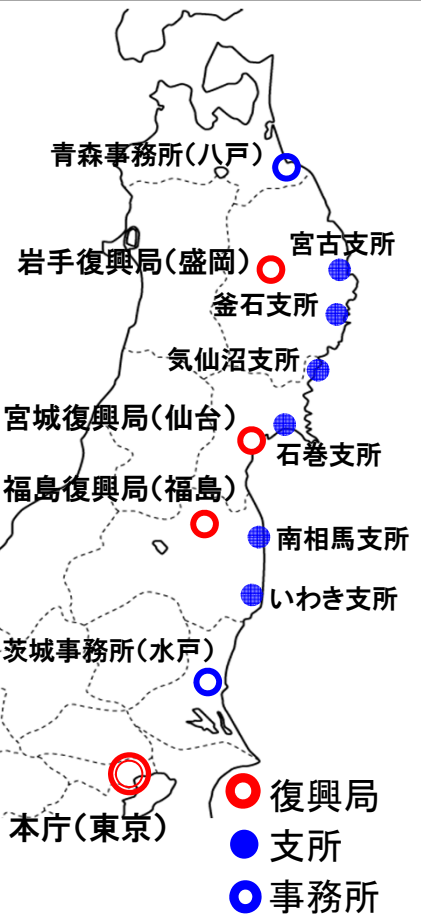 青森事務所(八戸)
宮古支所
岩手復興局(盛岡)
釜石支所
気仙沼支所
宮城復興局(仙台)
石巻支所
福島復興局(福島)
南相馬支所
いわき支所
茨城事務所(水戸)
本庁(東京)
復興局
支所
事務所